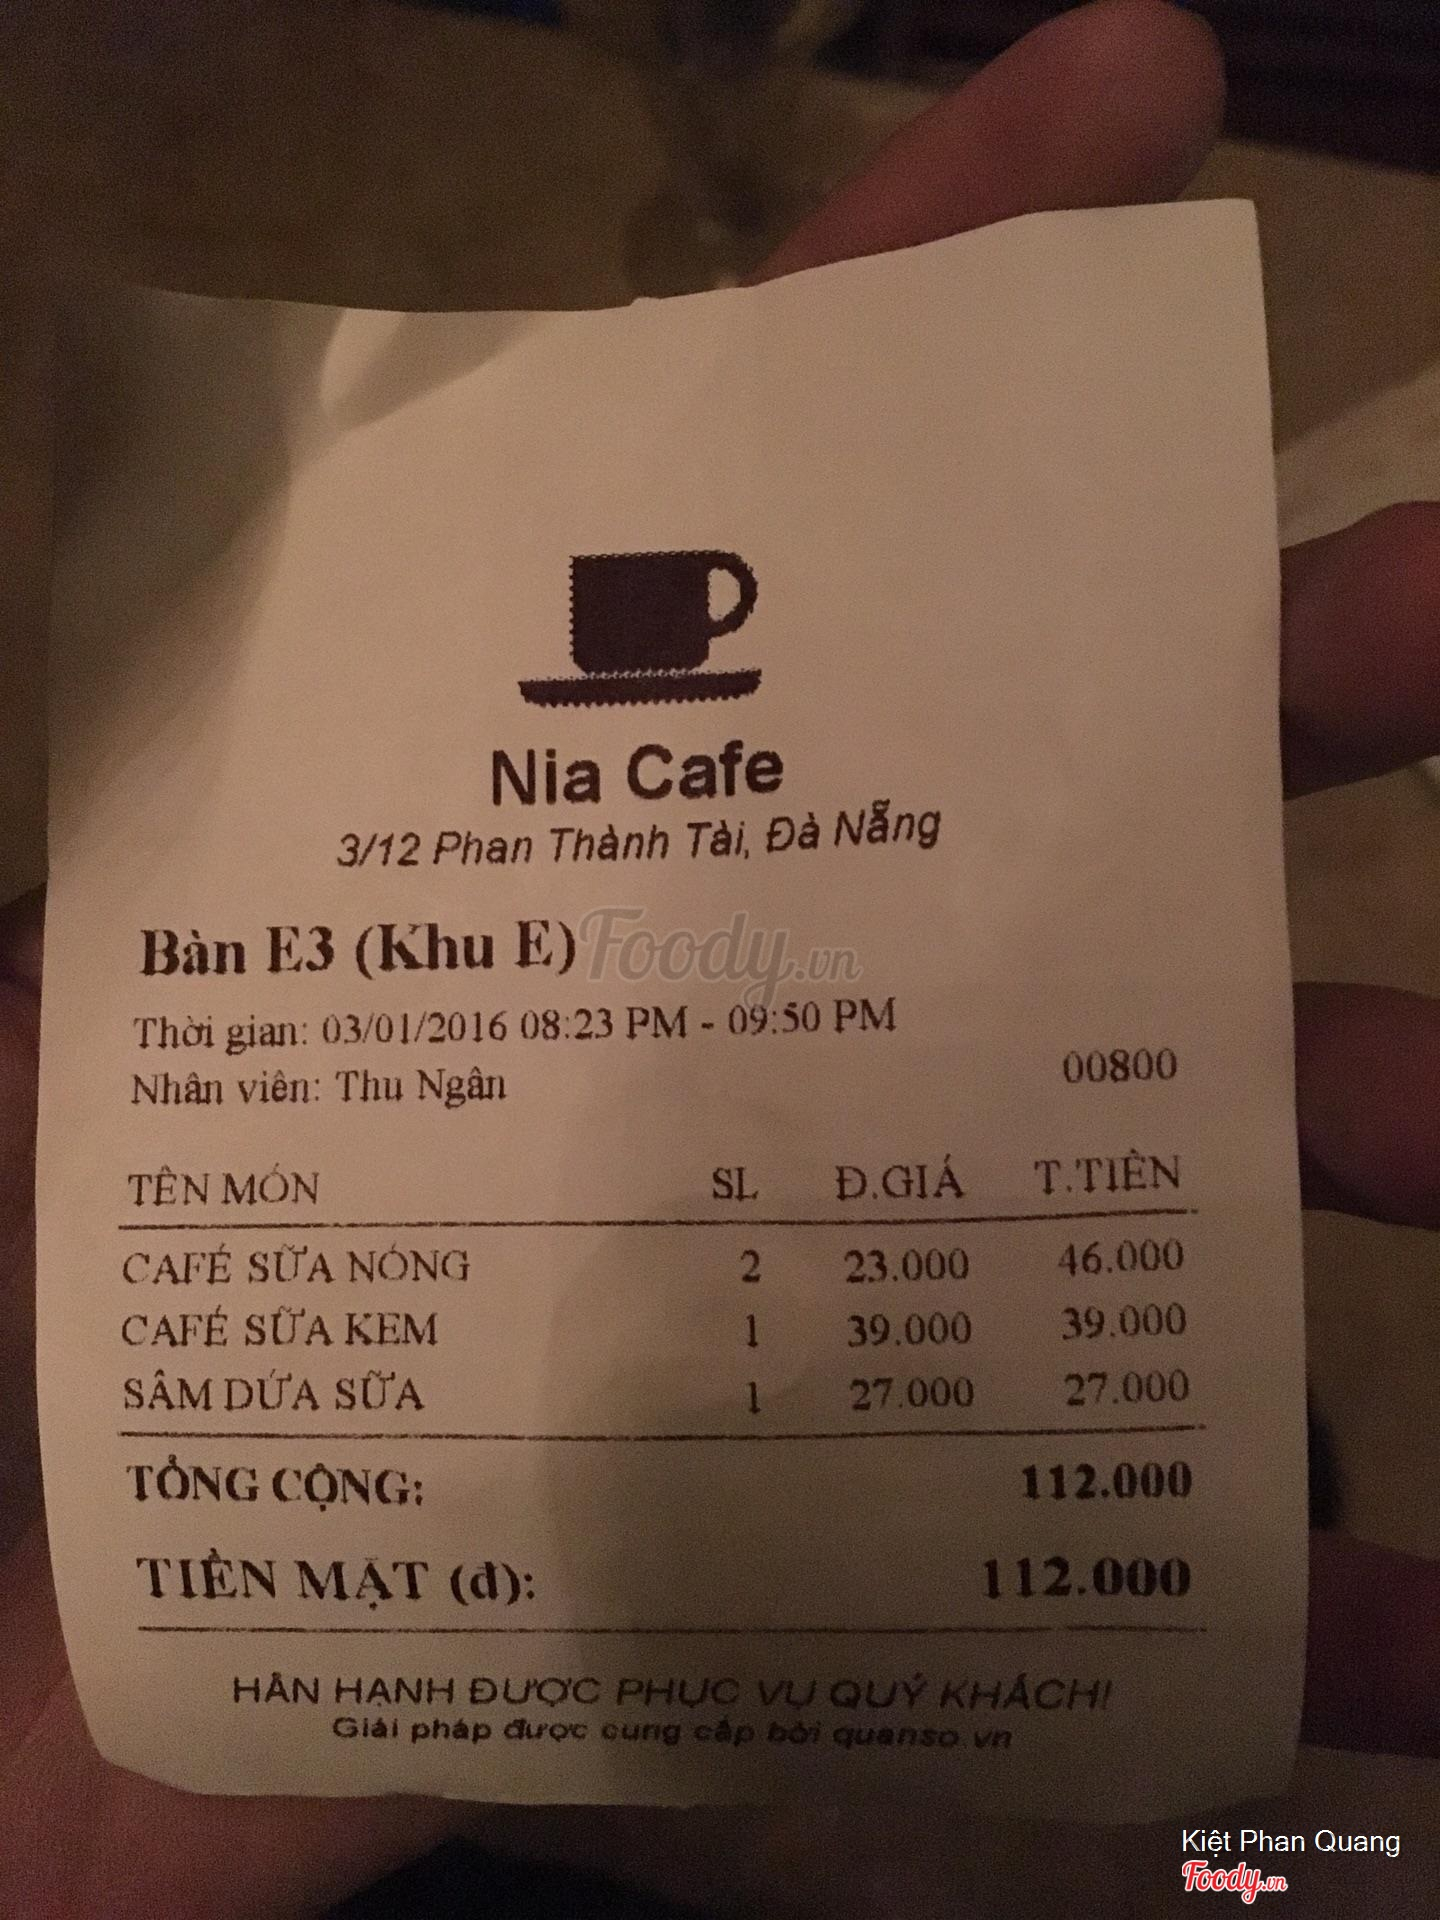 Nia Cafe
3/12 Phan Thành Tài, Đà Nẵng
Bàn E3 (Khu E)
Foody.vn
Thời gian: 03/01/2016 08:23 PM - 09:50 PM
Nhân viên: Thu Ngân 00800
TÊN MÓN SL Đ.GIÁ T.TIỀN
CAFÉ SỮA NÓNG 2 23.000 46.000
CAFÉ SỮA KEM 1 39.000 39.000
SÂM DỨA SỮA 1 27.000 27.000
TỔNG CỘNG: 112.000
TIỀN MẶT (đ): 112.000
HÂN HẠNH ĐƯỢC PHỤC VỤ QUÝ KHÁCH!
Giải pháp được cung cấp bởi quanso.vn
Kiệt Phan Quang
Foody.vn